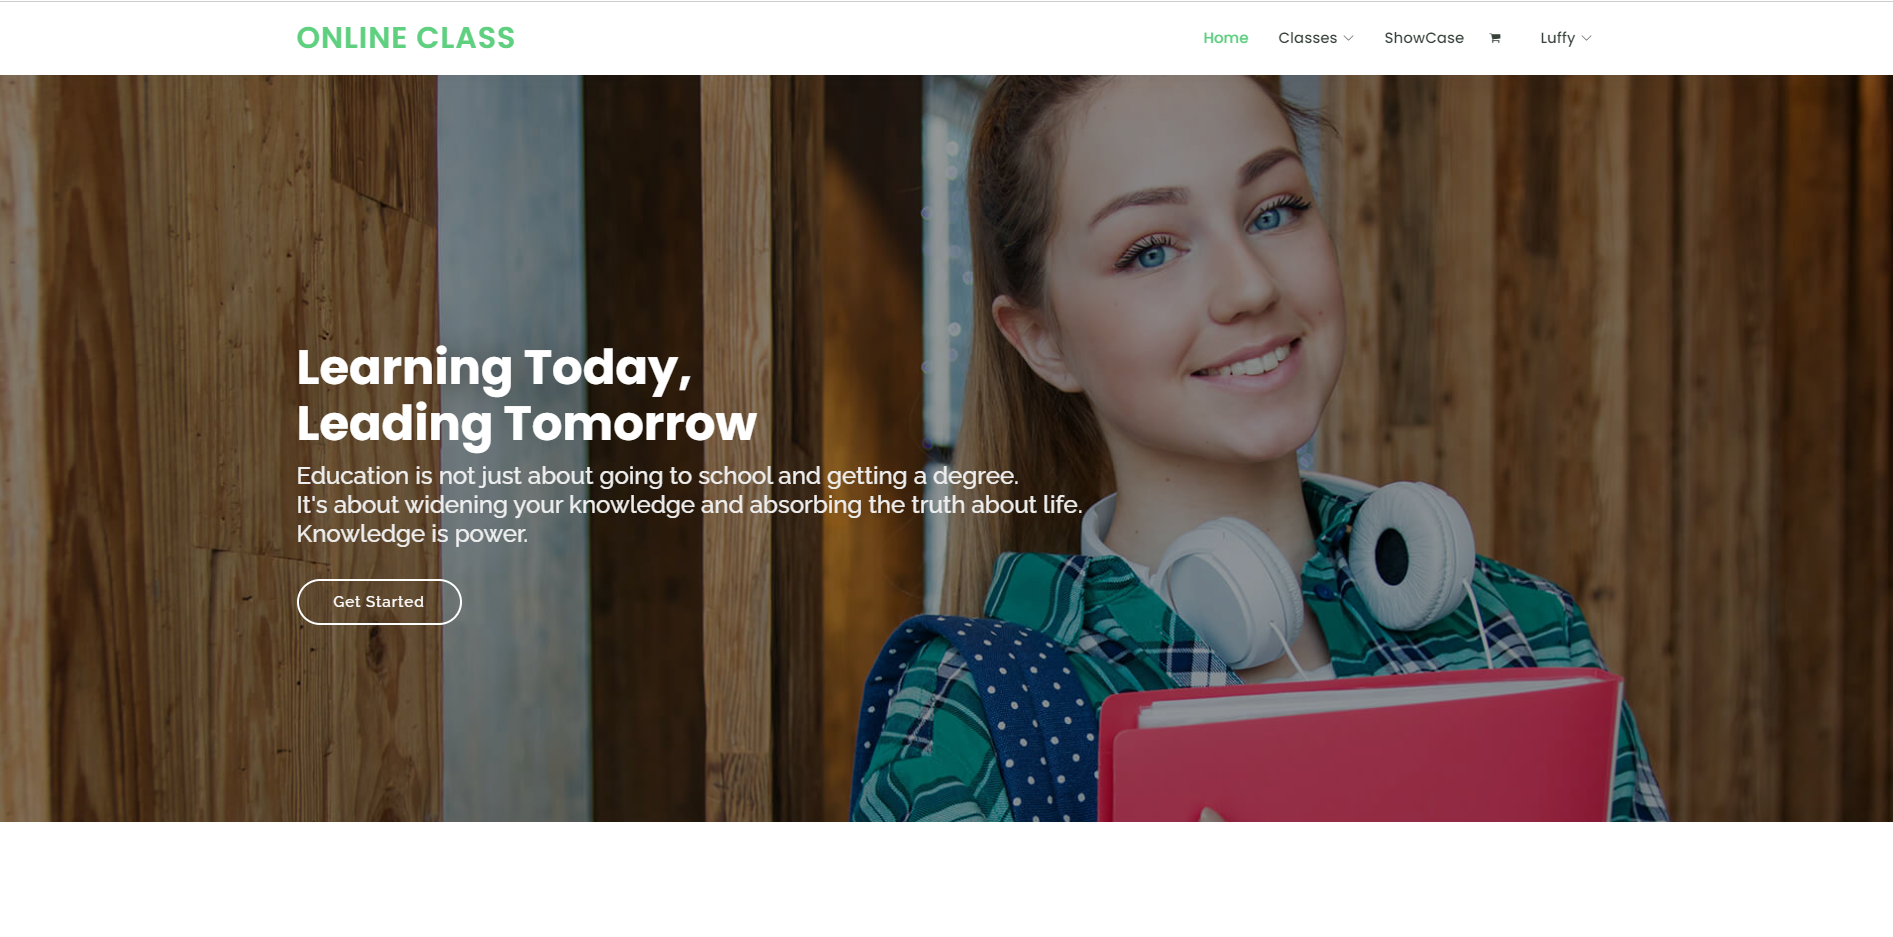 ONLINE CLASS
Home Classes ShowCase Luffy
Learning Today,
Leading Tomorrow
Education is not just about going to school and getting a degree.
It's about widening your knowledge and absorbing the truth about life.
Knowledge is power.
Get Started